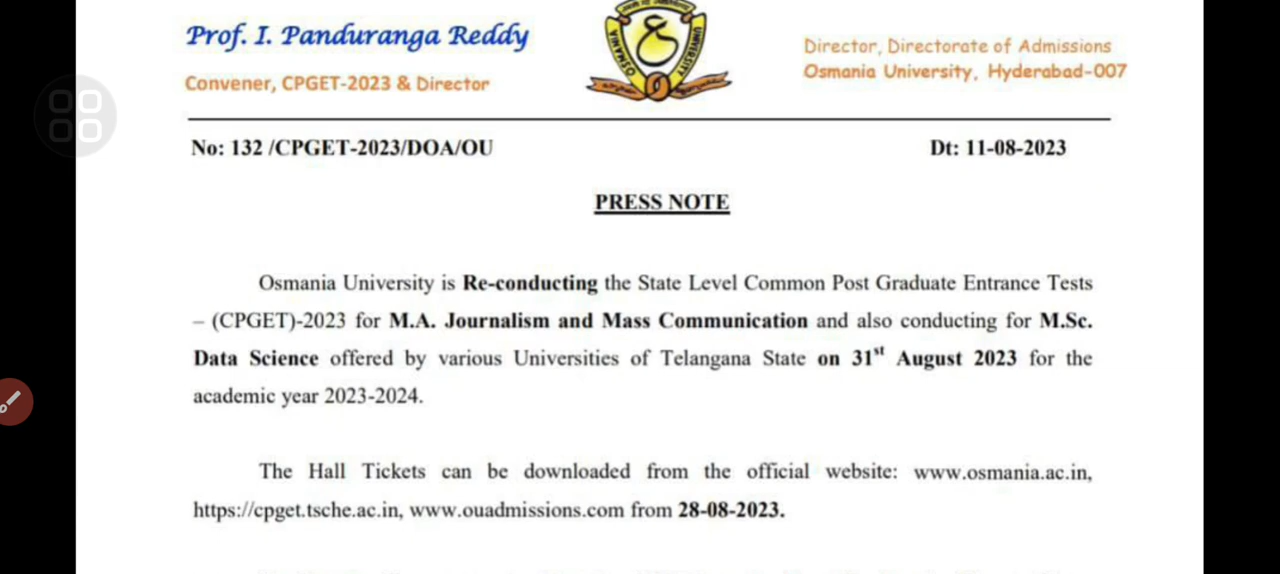 Prof. I. Panduranga Reddy
Convener, CPGET-2023 & Director
OSMANIA UNIVERSITY
Director, Directorate of Admissions
Osmania University, Hyderabad-007
No: 132 /CPGET-2023/DOA/OU
Dt: 11-08-2023
PRESS NOTE
Osmania University is Re-conducting the State Level Common Post Graduate Entrance Tests
– (CPGET)-2023 for M.A. Journalism and Mass Communication and also conducting for M.Sc.
Data Science offered by various Universities of Telangana State on 31st August 2023 for the
academic year 2023-2024.
The Hall Tickets can be downloaded from the official website: www.osmania.ac.in,
https://cpget.tsche.ac.in, www.ouadmissions.com from 28-08-2023.